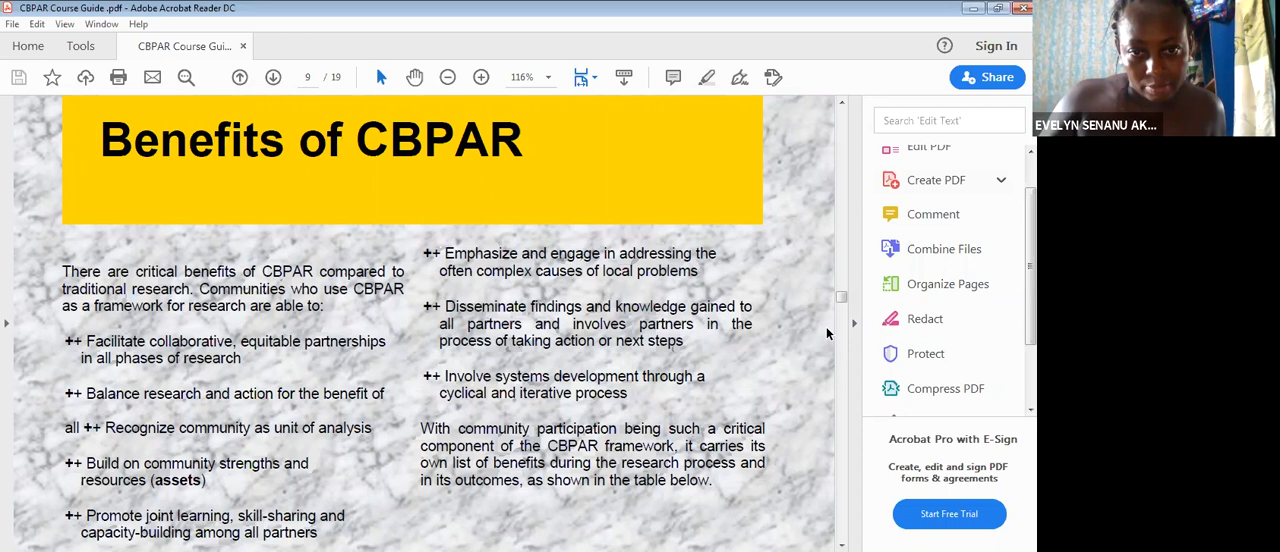 CBPAR Course Guide .pdf - Adobe Acrobat Reader DC
File Edit View Window Help
Home Tools CBPAR Course Gui... × Sign In
9 / 19 116% Share
Benefits of CBPAR
There are critical benefits of CBPAR compared to
traditional research. Communities who use CBPAR
as a framework for research are able to:
++ Facilitate collaborative, equitable partnerships
in all phases of research
++ Balance research and action for the benefit of
all ++ Recognize community as unit of analysis
++ Build on community strengths and
resources (assets)
++ Promote joint learning, skill-sharing and
capacity-building among all partners
++ Emphasize and engage in addressing the
often complex causes of local problems
++ Disseminate findings and knowledge gained to
all partners and involves partners in the
process of taking action or next steps
++ Involve systems development through a
cyclical and iterative process
With community participation being such a critical
component of the CBPAR framework, it carries its
own list of benefits during the research process and
in its outcomes, as shown in the table below.
Search 'Edit Text'
Edit PDF
Create PDF
Comment
Combine Files
Organize Pages
Redact
Protect
Compress PDF
Acrobat Pro with E-Sign
Create, edit and sign PDF
forms & agreements
Start Free Trial
EVELYN SENANU AK...